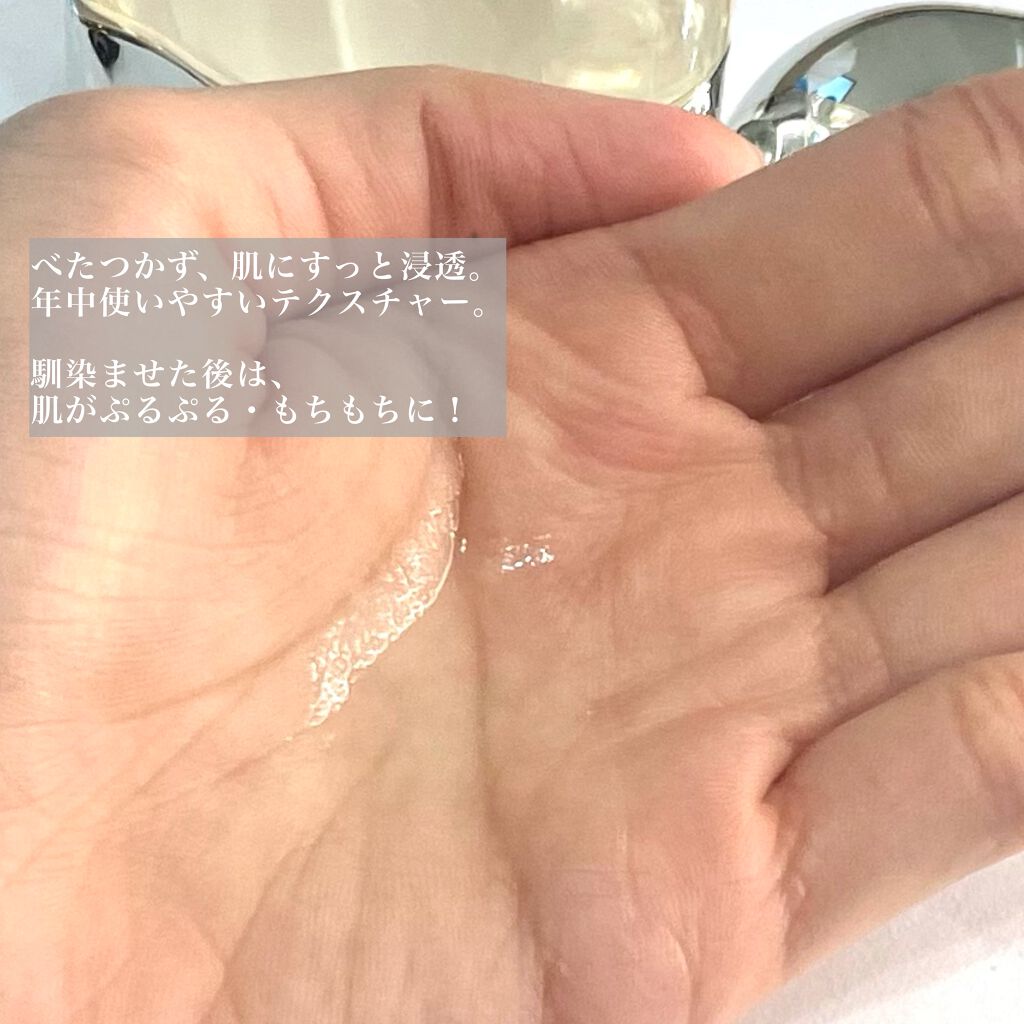 べたつかず、肌にすっと浸透。
年中使いやすいテクスチャー。
馴染ませた後は、
肌がぷるぷる・もちもちに！